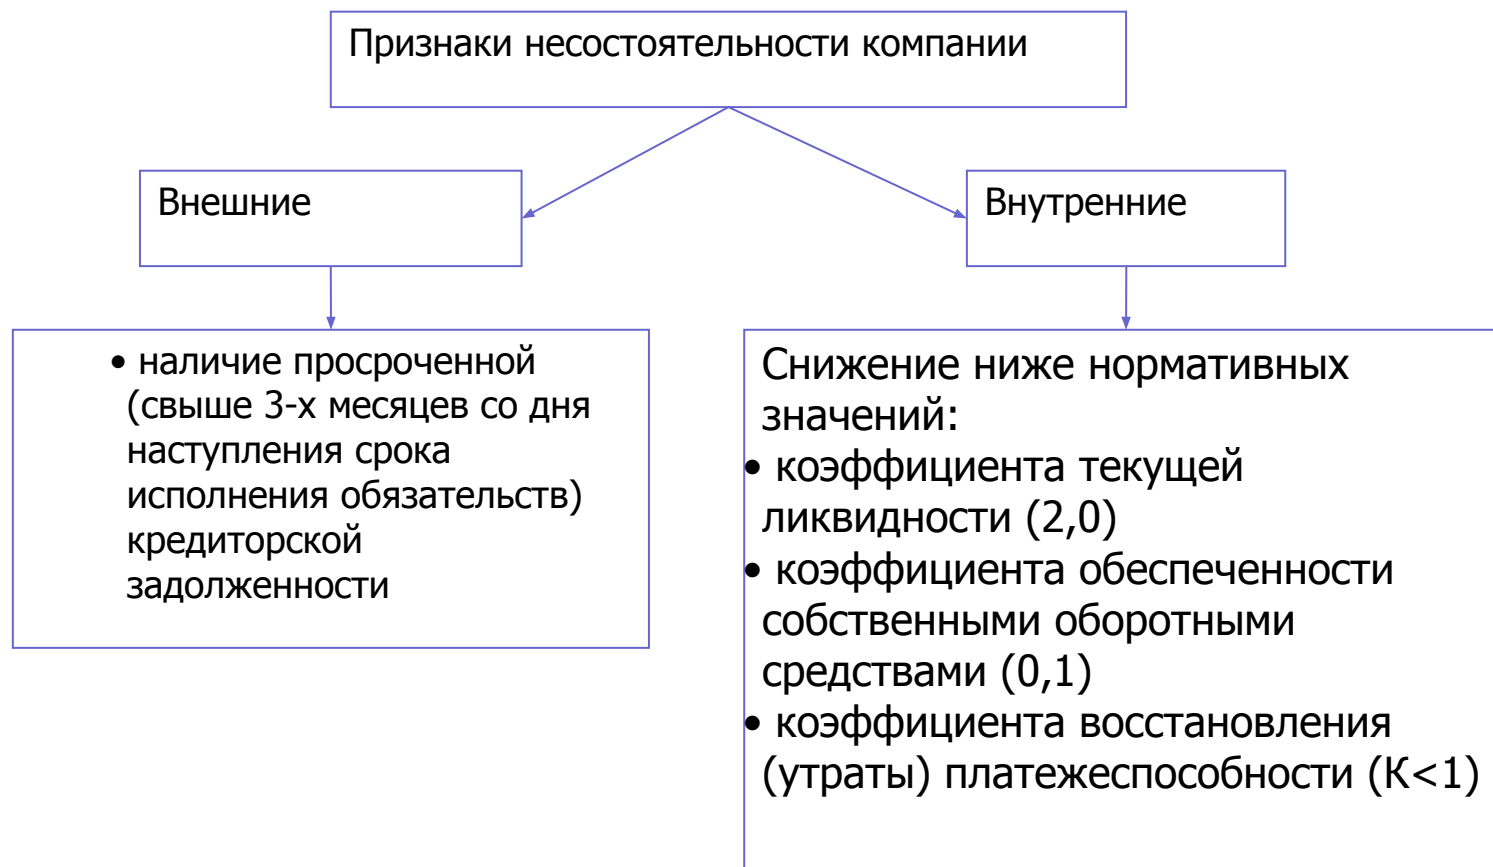 Признаки несостоятельности компании
Внешние
Внутренние
• наличие просроченной
(свыше 3-х месяцев со дня
наступления срока
исполнения обязательств)
кредиторской
задолженности
Снижение ниже нормативных
значений:
• коэффициента текущей
ликвидности (2,0)
• коэффициента обеспеченности
собственными оборотными
средствами (0,1)
• коэффициента восстановления
(утраты) платежеспособности (К<1)